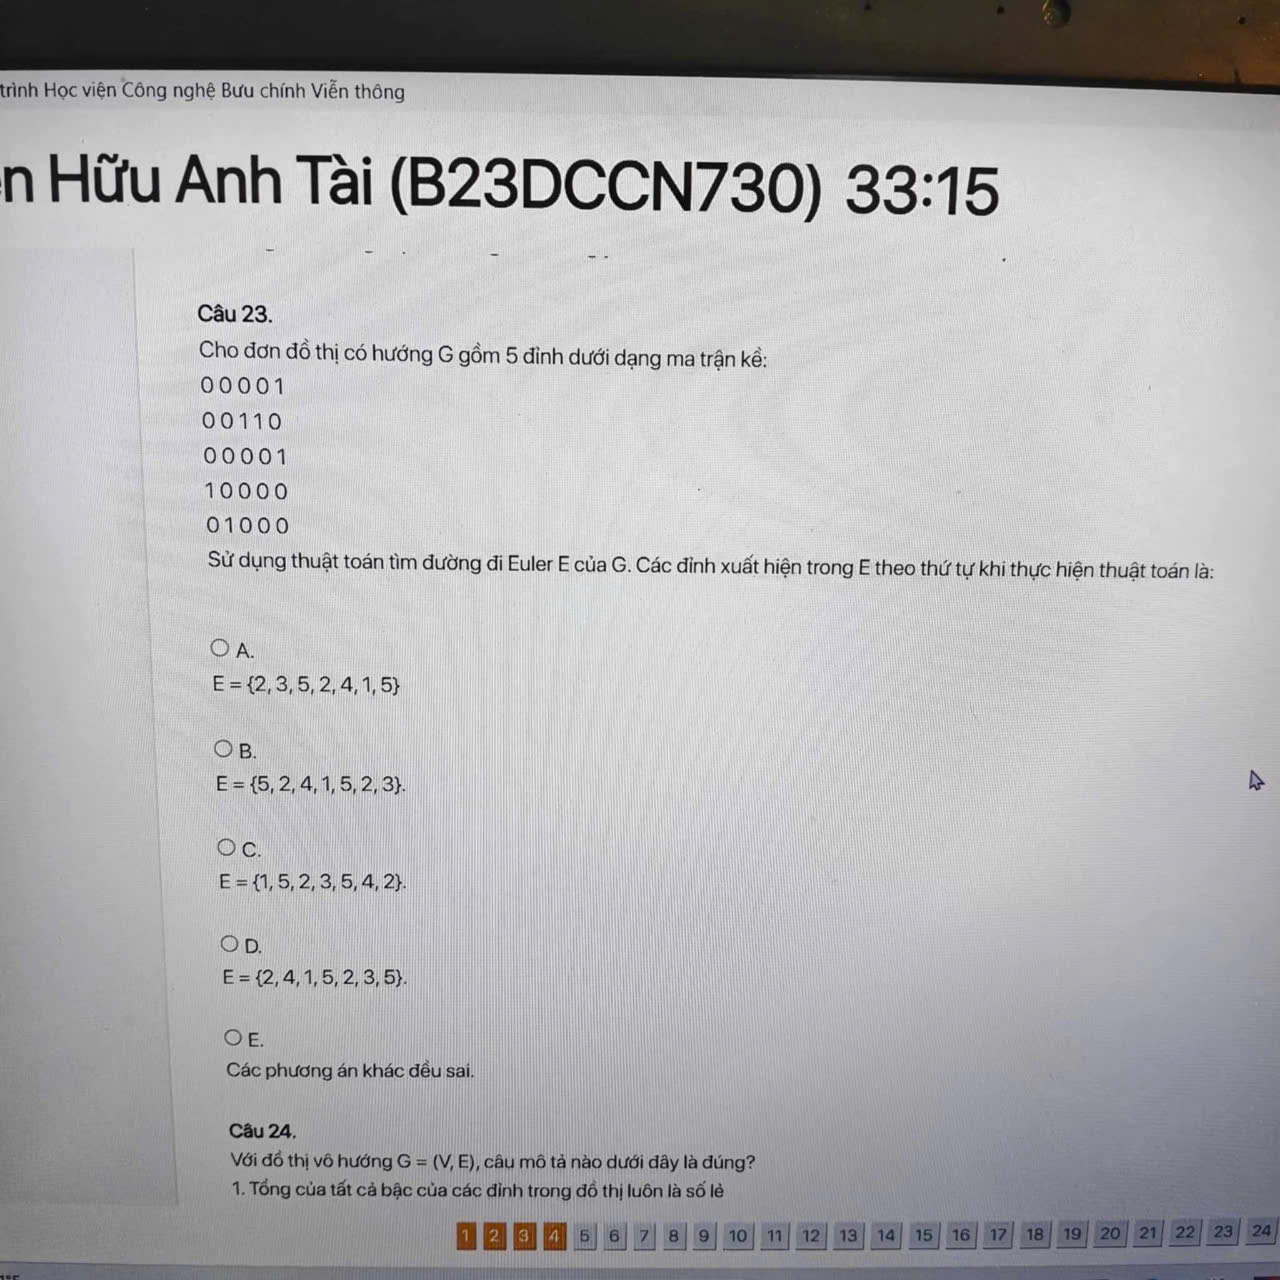 trình Học viện Công nghệ Bưu chính Viễn thông
n Hữu Anh Tài (B23DCCN730) 33:15
Câu 23.
Cho đơn đồ thị có hướng G gồm 5 đỉnh dưới dạng ma trận kề:
0 0 0 0 1
0 0 1 1 0
0 0 0 0 1
1 0 0 0 0
0 1 0 0 0
Sử dụng thuật toán tìm đường đi Euler E của G. Các đỉnh xuất hiện trong E theo thứ tự khi thực hiện thuật toán là:
A.
E = {2, 3, 5, 2, 4, 1, 5}
B.
E = {5, 2, 4, 1, 5, 2, 3}.
C.
E = {1, 5, 2, 3, 5, 4, 2}.
D.
E = {2, 4, 1, 5, 2, 3, 5}.
E.
Các phương án khác đều sai.
Câu 24.
Với đồ thị vô hướng G = (V, E), câu mô tả nào dưới đây là đúng?
1. Tổng của tất cả bậc của các đỉnh trong đồ thị luôn là số lẻ
1 2 3 4 5 6 7 8 9 10 11 12 13 14 15 16 17 18 19 20 21 22 23 24